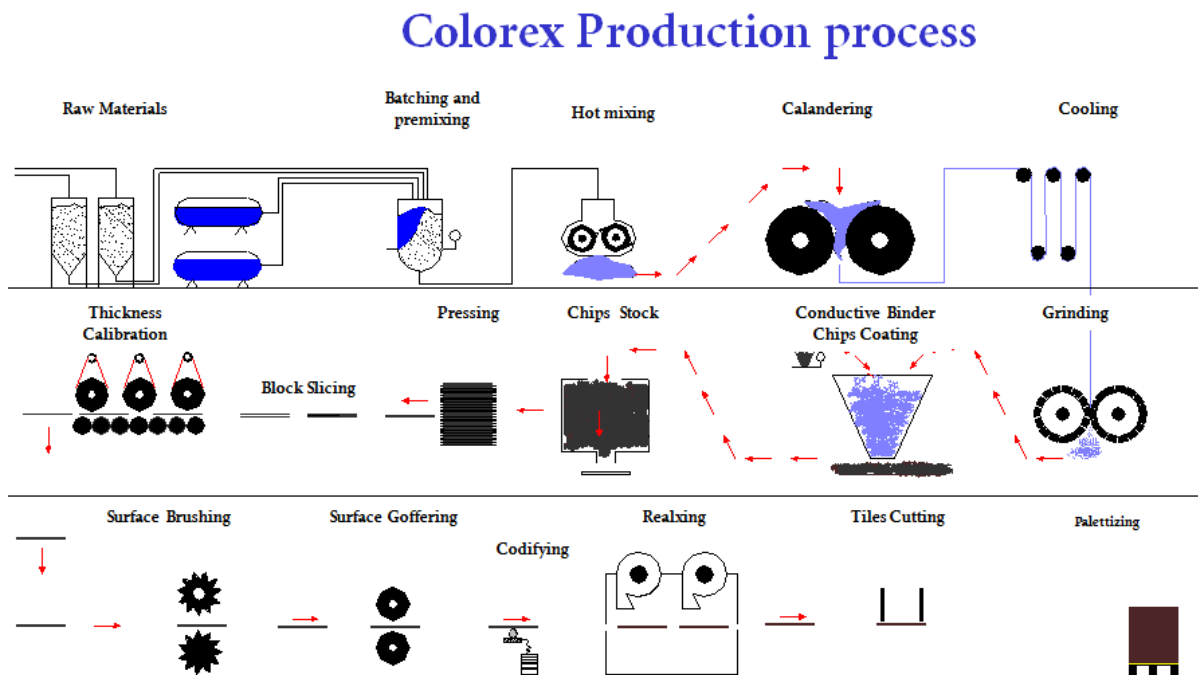 Colorex Production process
Raw Materials
Batching and
premixing
Hot mixing
Calandering
Cooling
Thickness
Calibration
Block Slicing
Pressing
Chips Stock
Conductive Binder
Chips Coating
Grinding
Surface Brushing
Surface Goffering
Codifying
Realxing
Tiles Cutting
Palettizing